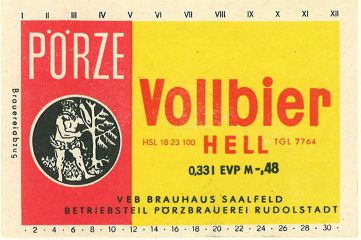 I II III IV V VI VII VIII IX X XI XII
PÖRZE
Brauereiabzug
Vollbier
HSL 18 23 100 HELL TGL 7764
0,33 l EVP M -,48
VEB BRAUHAUS SAALFELD
BETRIEBSTEIL PÖRZBRAUEREI RUDOLSTADT
2 · 4 · 6 · 8 · 10 · 12 · 14 · 16 · 18 · 20 · 22 · 24 · 26 · 28 · 30 ·